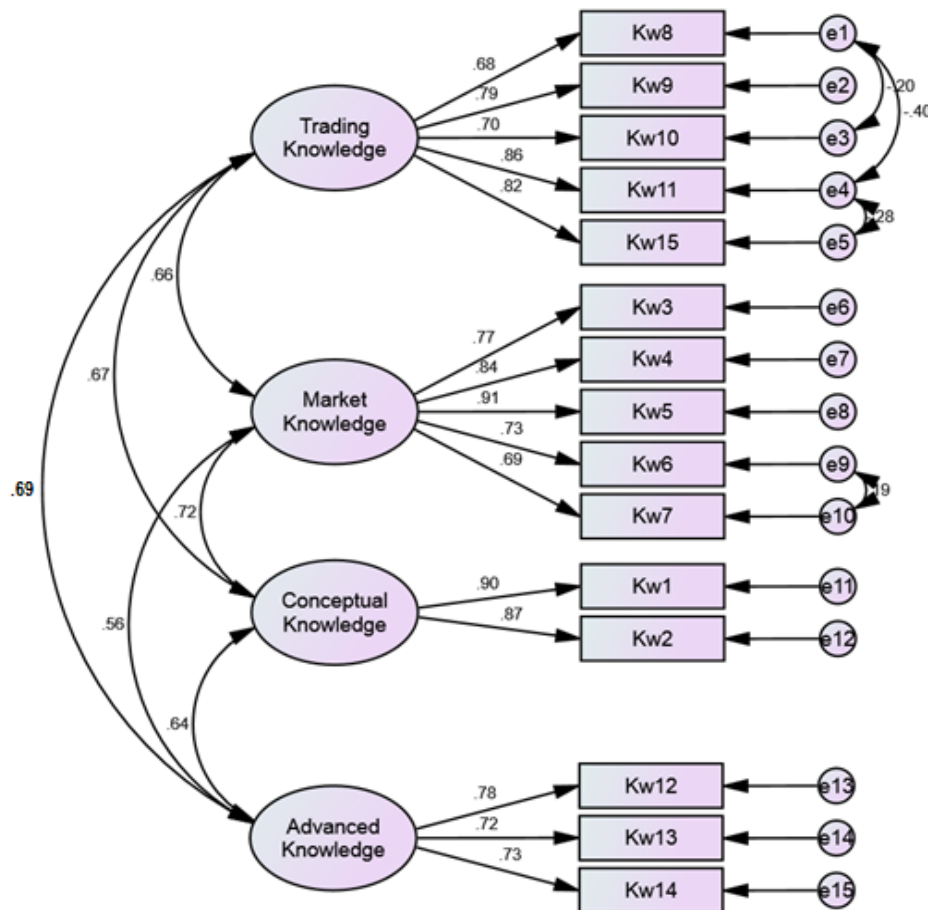 Kw8
e1
.68
Kw9
e2
-.20
.79
Trading
Knowledge
-.40
.70
Kw10
e3
.86
Kw11
e4
.82
28
Kw15
e5
.66
Kw3
e6
.77
.67
Kw4
e7
.84
Market
Knowledge
.91
Kw5
e8
.73
Kw6
e9
.69
.69
19
.72
Kw7
e10
.90
Kw1
e11
Conceptual
Knowledge
.56
.87
Kw2
e12
.64
.78
Kw12
e13
.72
Advanced
Knowledge
Kw13
e14
.73
Kw14
e15